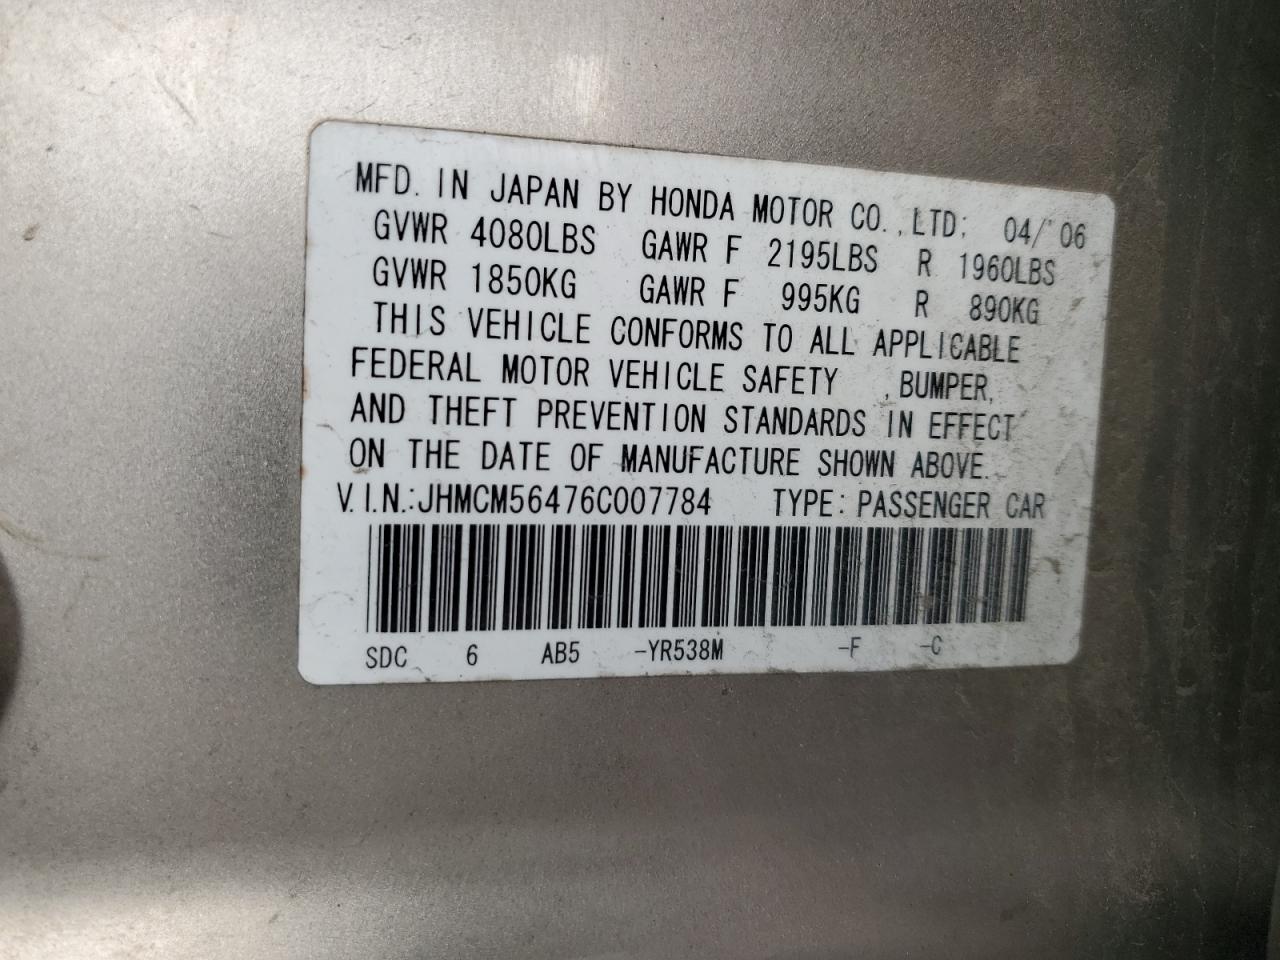 MFD. IN JAPAN BY HONDA MOTOR CO.,LTD; 04/'06
GVWR 4080LBS GAWR F 2195LBS R 1960LBS
GVWR 1850KG GAWR F 995KG R 890KG
THIS VEHICLE CONFORMS TO ALL APPLICABLE
FEDERAL MOTOR VEHICLE SAFETY , BUMPER,
AND THEFT PREVENTION STANDARDS IN EFFECT
ON THE DATE OF MANUFACTURE SHOWN ABOVE.
V.I.N.:JHMCM56476C007784 TYPE: PASSENGER CAR
SDC 6 AB5 -YR538M -F -C